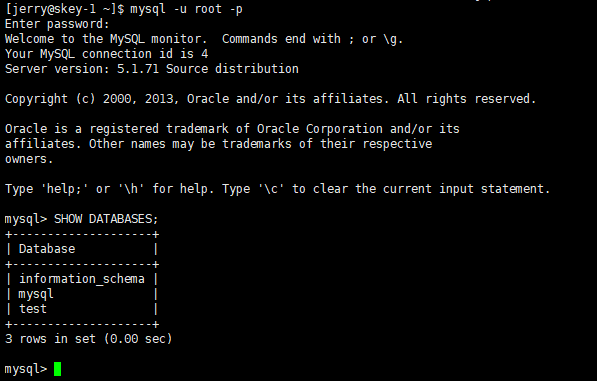 [jerry@skey-1 ~]$ mysql -u root -p
Enter password:
Welcome to the MySQL monitor.  Commands end with ; or \g.
Your MySQL connection id is 4
Server version: 5.1.71 Source distribution

Copyright (c) 2000, 2013, Oracle and/or its affiliates. All rights reserved.

Oracle is a registered trademark of Oracle Corporation and/or its
affiliates. Other names may be trademarks of their respective
owners.

Type 'help;' or '\h' for help. Type '\c' to clear the current input statement.

mysql> SHOW DATABASES;
+--------------------+
| Database           |
+--------------------+
| information_schema |
| mysql              |
| test               |
+--------------------+
3 rows in set (0.00 sec)

mysql>